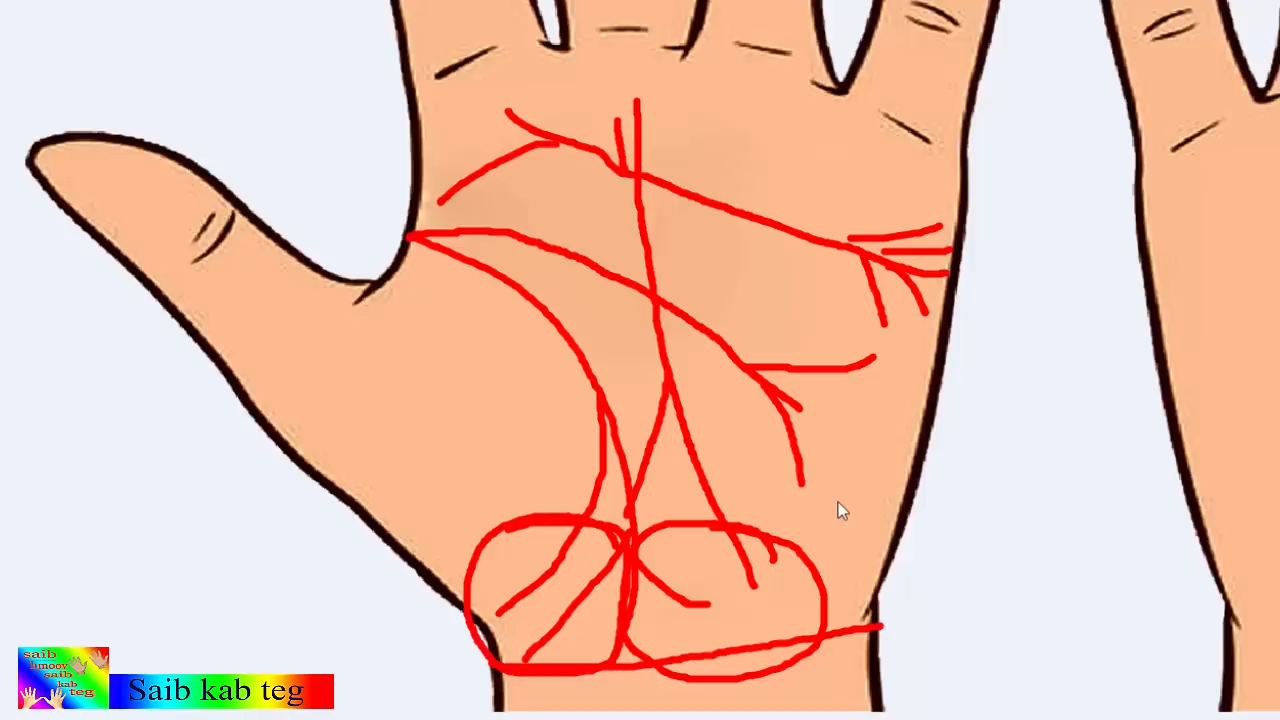 saib
hmoov
saib
kab
teg
Saib kab teg